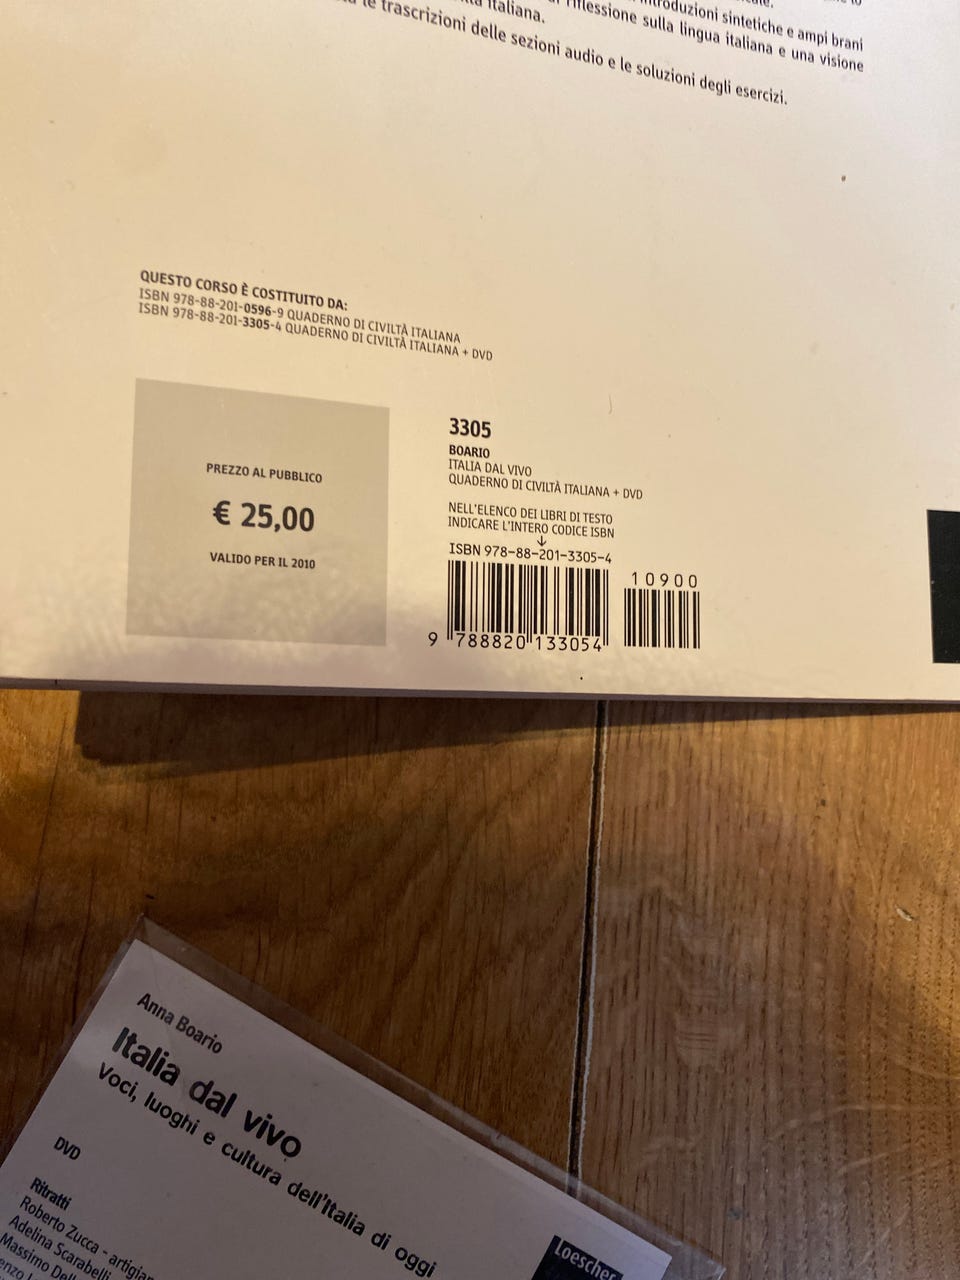 introduzioni sintetiche e ampi brani
riflessione sulla lingua italiana e una visione
italiana.
le trascrizioni delle sezioni audio e le soluzioni degli esercizi.
QUESTO CORSO È COSTITUITO DA:
ISBN 978-88-201-0596-9 QUADERNO DI CIVILTÀ ITALIANA
ISBN 978-88-201-3305-4 QUADERNO DI CIVILTÀ ITALIANA + DVD
PREZZO AL PUBBLICO
€ 25,00
VALIDO PER IL 2010
3305
BOARIO
ITALIA DAL VIVO
QUADERNO DI CIVILTÀ ITALIANA + DVD
NELL'ELENCO DEI LIBRI DI TESTO
INDICARE L'INTERO CODICE ISBN
ISBN 978-88-201-3305-4
10900
9 788820 133054
Anna Boario
Italia dal vivo
Voci, luoghi e cultura dell'Italia di oggi
DVD
Ritratti
Roberto Zucca - artigian
Adelina Scarabelli
Massimo
Loescher